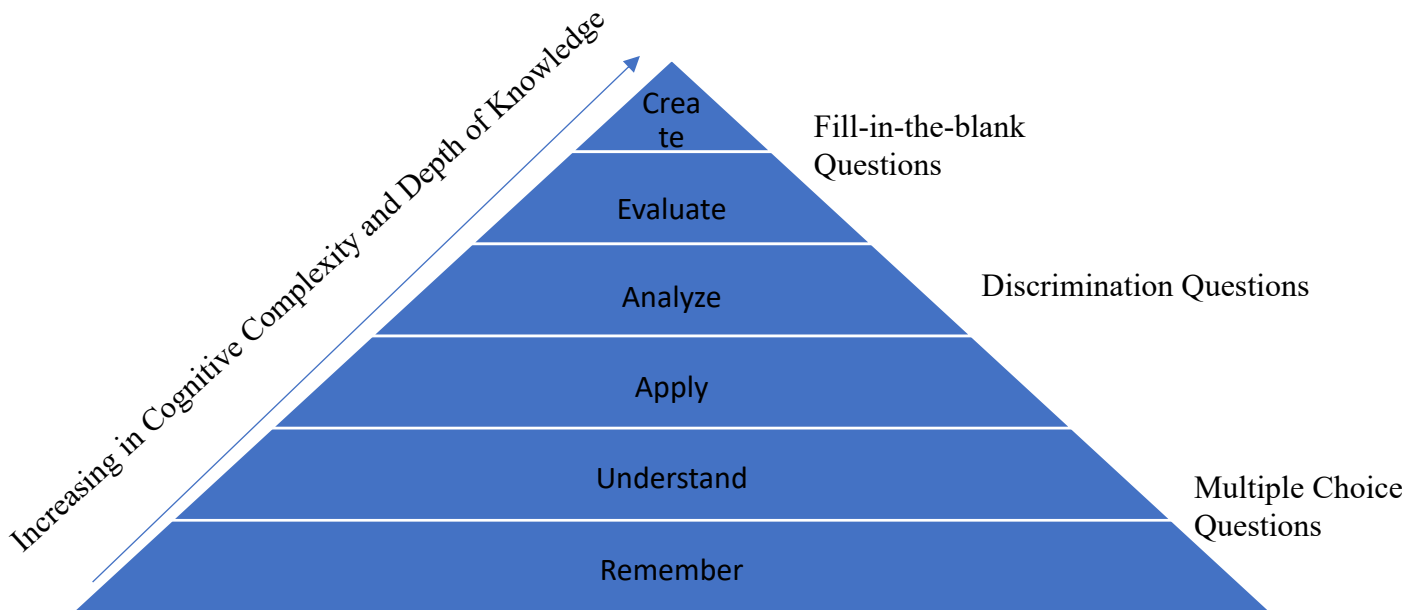 Increasing in Cognitive Complexity and Depth of Knowledge
Crea
te
Fill-in-the-blank
Questions
Evaluate
Analyze
Discrimination Questions
Apply
Understand
Multiple Choice
Questions
Remember